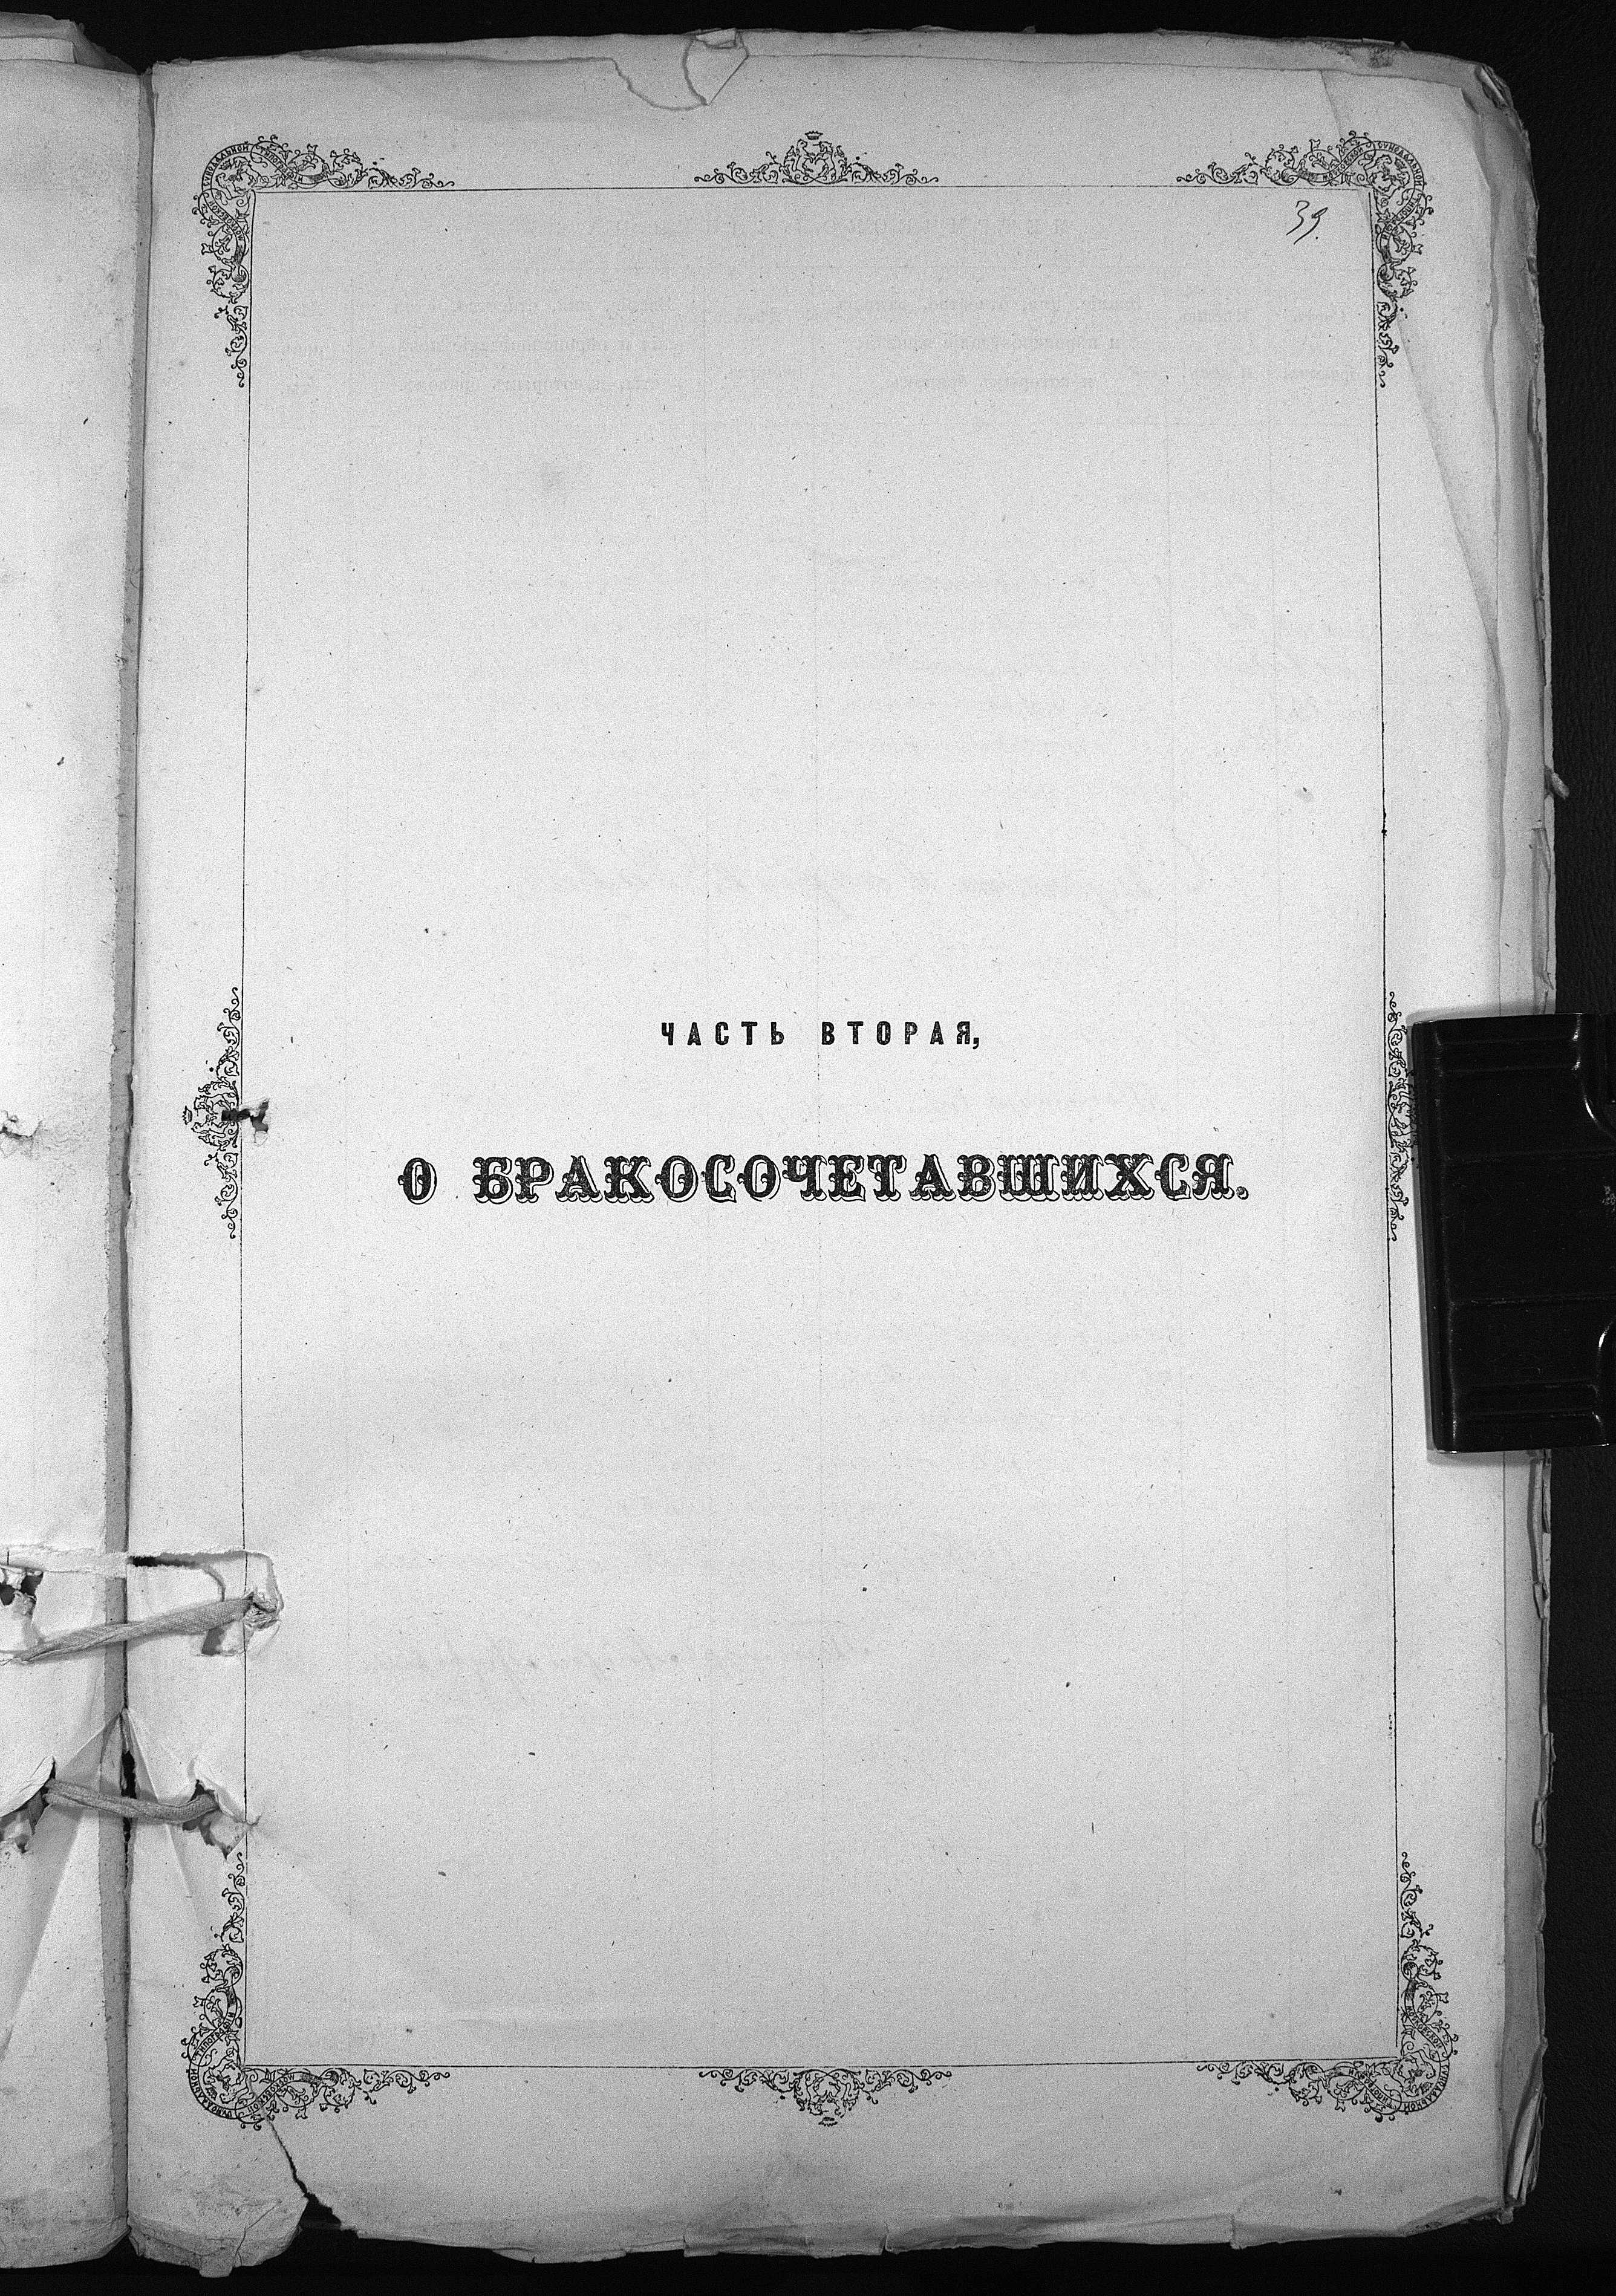 39.
ЧАСТЬ ВТОРАЯ,
О БРАКОСОЧЕТАВШИХСЯ.